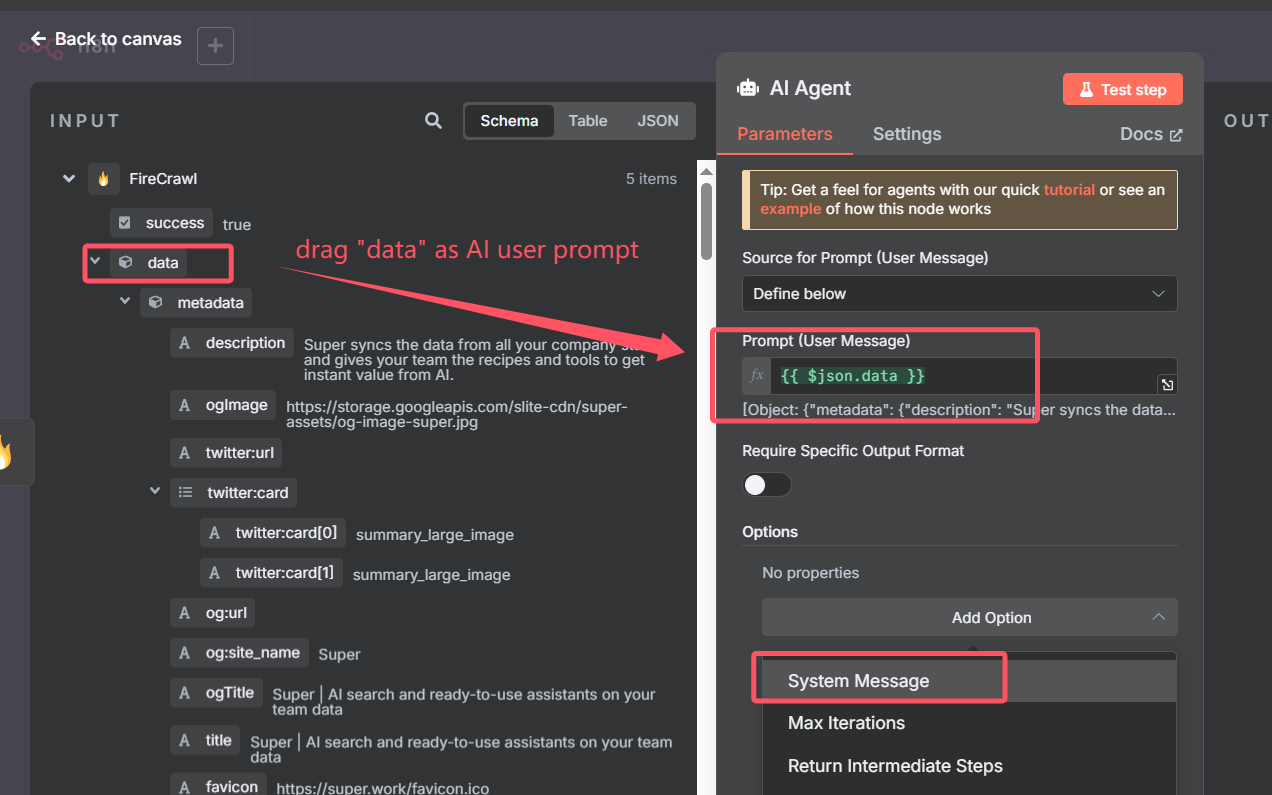 Back to canvas
n8n
INPUT
Schema
Table
JSON
FireCrawl
5 items
success
true
data
drag "data" as AI user prompt
metadata
A description
Super syncs the data from all your company
and gives your team the recipes and tools to get
instant value from AI.
A ogImage
https://storage.googleapis.com/slite-cdn/super-
assets/og-image-super.jpg
A twitter:url
twitter:card
A twitter:card[0]
summary_large_image
A twitter:card[1]
summary_large_image
A og:url
A og:site_name
Super
A ogTitle
Super | AI search and ready-to-use assistants on your
team data
A title
Super | AI search and ready-to-use assistants on your team
data
A favicon
https://super.work/favicon.ico
AI Agent
Test step
Parameters
Settings
Docs
Tip: Get a feel for agents with our quick tutorial or see an
example of how this node works
Source for Prompt (User Message)
Define below
Prompt (User Message)
fx {{ $json.data }}
[Object: {"metadata": {"description": "Super syncs the data...
Require Specific Output Format
Options
No properties
Add Option
System Message
Max Iterations
Return Intermediate Steps
OUT